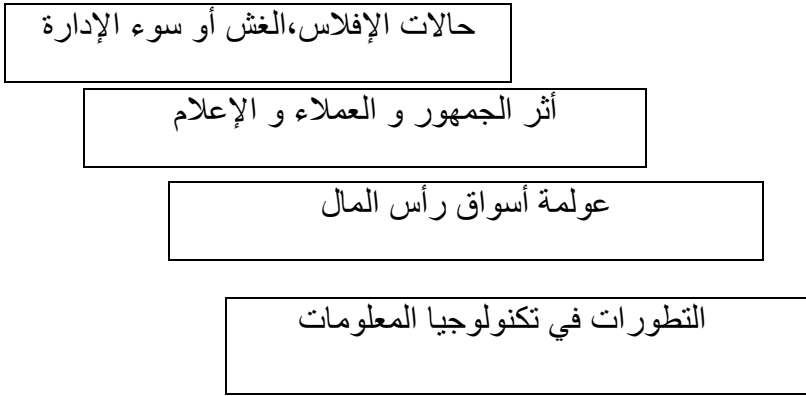 حالات الإفلاس،الغش أو سوء الإدارة
أثر الجمهور و العملاء و الإعلام
عولمة أسواق رأس المال
التطورات في تكنولوجيا المعلومات